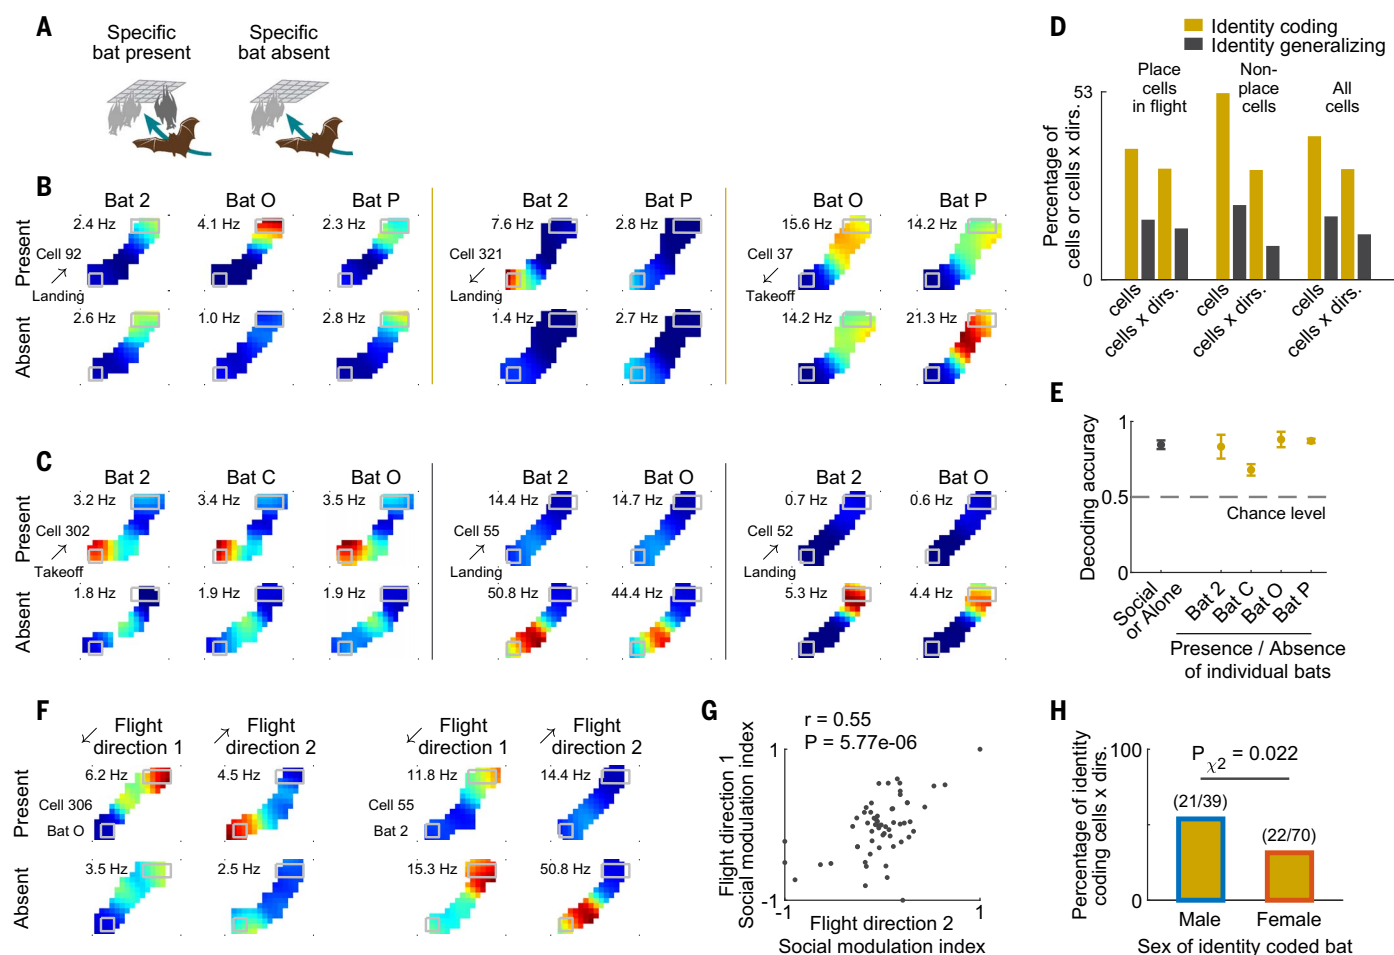 A
Specific
bat present
Specific
bat absent
B
Bat 2
Bat O
Bat P
Bat 2
Bat P
Bat O
Bat P
Present
2.4 Hz
4.1 Hz
2.3 Hz
7.6 Hz
2.8 Hz
15.6 Hz
14.2 Hz
Cell 92
↗
Landing
Cell 321
↙
Landing
Cell 37
↙
Takeoff
Absent
2.6 Hz
1.0 Hz
2.8 Hz
1.4 Hz
2.7 Hz
14.2 Hz
21.3 Hz
C
Bat 2
Bat C
Bat O
Bat 2
Bat O
Bat 2
Bat O
Present
3.2 Hz
3.4 Hz
3.5 Hz
14.4 Hz
14.7 Hz
0.7 Hz
0.6 Hz
Cell 302
↗
Takeoff
Cell 55
↗
Landing
Cell 52
↗
Landing
Absent
1.8 Hz
1.9 Hz
1.9 Hz
50.8 Hz
44.4 Hz
5.3 Hz
4.4 Hz
D
Identity coding
Identity generalizing
Place
cells
in flight
Non-
place
cells
All
cells
Percentage of
cells or cells x dirs.
53
0
cells
cells x dirs.
cells
cells x dirs.
cells
cells x dirs.
E
Decoding accuracy
1
0.5
0
Chance level
Social
or Alone
Bat 2
Bat C
Bat O
Bat P
Presence / Absence
of individual bats
F
↙ Flight
direction 1
↗ Flight
direction 2
↙ Flight
direction 1
↗ Flight
direction 2
Present
6.2 Hz
4.5 Hz
11.8 Hz
14.4 Hz
Cell 306
Bat O
Cell 55
Bat 2
Absent
3.5 Hz
2.5 Hz
15.3 Hz
50.8 Hz
G
r = 0.55
P = 5.77e-06
Flight direction 1
Social modulation index
1
-1
-1
1
Flight direction 2
Social modulation index
H
Percentage of identity
coding cells x dirs.
100
0
P χ2 = 0.022
(21/39)
(22/70)
Male
Female
Sex of identity coded bat